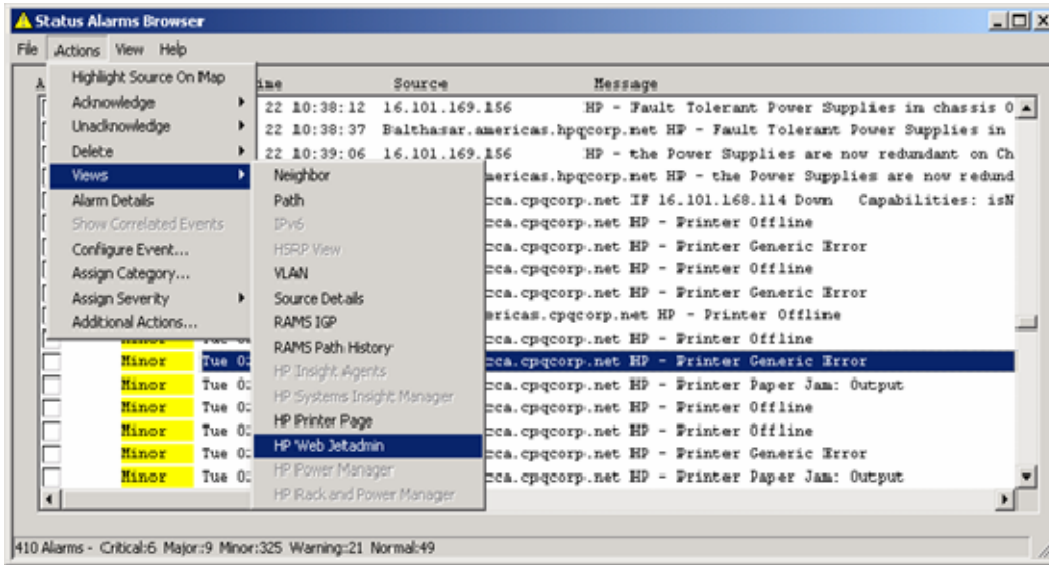 Status Alarms Browser
File Actions View Help
ime Source Message
Highlight Source On Map
Acknowledge
Unacknowledge
Delete
Views
Alarm Details
Show Correlated Events
Configure Event...
Assign Category...
Assign Severity
Additional Actions...
Neighbor
Path
IPv6
HSRP View
VLAN
Source Details
RAMS IGP
RAMS Path History
HP Insight Agents
HP Systems Insight Manager
HP Printer Page
HP Web Jetadmin
HP Power Manager
HP Rack and Power Manager
22 10:38:12 16.101.169.156 HP - Fault Tolerant Power Supplies in chassis 0
22 10:38:37 Balthasar.americas.hpqcorp.net HP - Fault Tolerant Power Supplies in
22 10:39:06 16.101.169.156 HP - the Power Supplies are now redundant on Ch
americas.hpqcorp.net HP - the Power Supplies are now redund
cca.cpqcorp.net IF 16.101.168.114 Down Capabilities: isN
cca.cpqcorp.net HP - Printer Offline
cca.cpqcorp.net HP - Printer Generic Error
cca.cpqcorp.net HP - Printer Offline
cca.cpqcorp.net HP - Printer Generic Error
ericas.cpqcorp.net HP - Printer Offline
cca.cpqcorp.net HP - Printer Offline
Minor Tue 02 cca.cpqcorp.net HP - Printer Generic Error
Minor Tue 02 cca.cpqcorp.net HP - Printer Paper Jam: Output
Minor Tue 02 cca.cpqcorp.net HP - Printer Offline
Minor Tue 02 cca.cpqcorp.net HP - Printer Offline
Minor Tue 02 cca.cpqcorp.net HP - Printer Generic Error
Minor Tue 02 cca.cpqcorp.net HP - Printer Paper Jam: Output
410 Alarms - Critical:6 Major:9 Minor:325 Warning:21 Normal:49